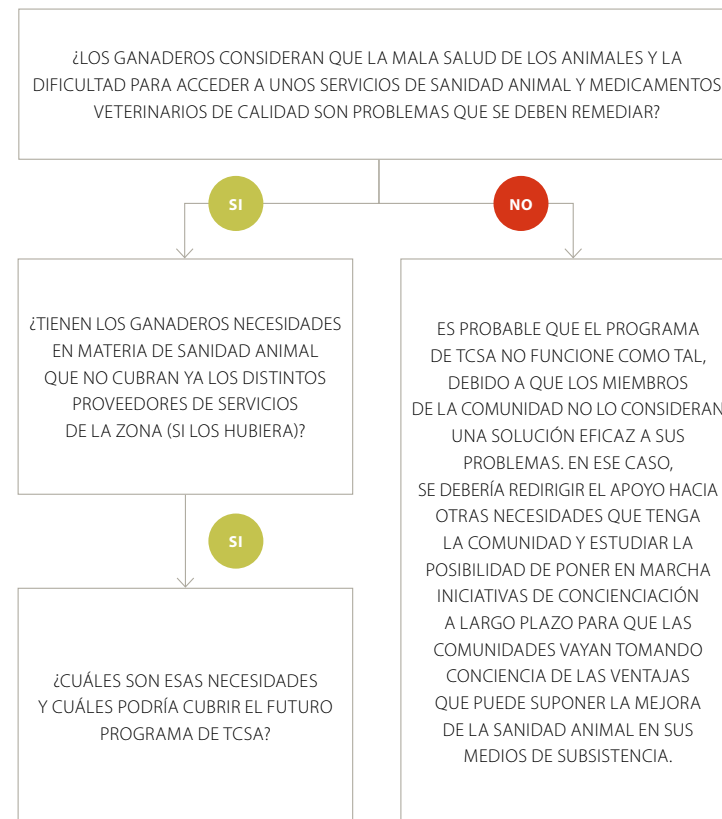 ¿LOS GANADEROS CONSIDERAN QUE LA MALA SALUD DE LOS ANIMALES Y LA
DIFICULTAD PARA ACCEDER A UNOS SERVICIOS DE SANIDAD ANIMAL Y MEDICAMENTOS
VETERINARIOS DE CALIDAD SON PROBLEMAS QUE SE DEBEN REMEDIAR?
SI
NO
¿TIENEN LOS GANADEROS NECESIDADES
EN MATERIA DE SANIDAD ANIMAL
QUE NO CUBRAN YA LOS DISTINTOS
PROVEEDORES DE SERVICIOS
DE LA ZONA (SI LOS HUBIERA)?
SI
¿CUÁLES SON ESAS NECESIDADES
Y CUÁLES PODRÍA CUBRIR EL FUTURO
PROGRAMA DE TCSA?
ES PROBABLE QUE EL PROGRAMA
DE TCSA NO FUNCIONE COMO TAL,
DEBIDO A QUE LOS MIEMBROS
DE LA COMUNIDAD NO LO CONSIDERAN
UNA SOLUCIÓN EFICAZ A SUS
PROBLEMAS. EN ESE CASO,
SE DEBERÍA REDIRIGIR EL APOYO HACIA
OTRAS NECESIDADES QUE TENGA
LA COMUNIDAD Y ESTUDIAR LA
POSIBILIDAD DE PONER EN MARCHA
INICIATIVAS DE CONCIENCIACIÓN
A LARGO PLAZO PARA QUE LAS
COMUNIDADES VAYAN TOMANDO
CONCIENCIA DE LAS VENTAJAS
QUE PUEDE SUPONER LA MEJORA
DE LA SANIDAD ANIMAL EN SUS
MEDIOS DE SUBSISTENCIA.